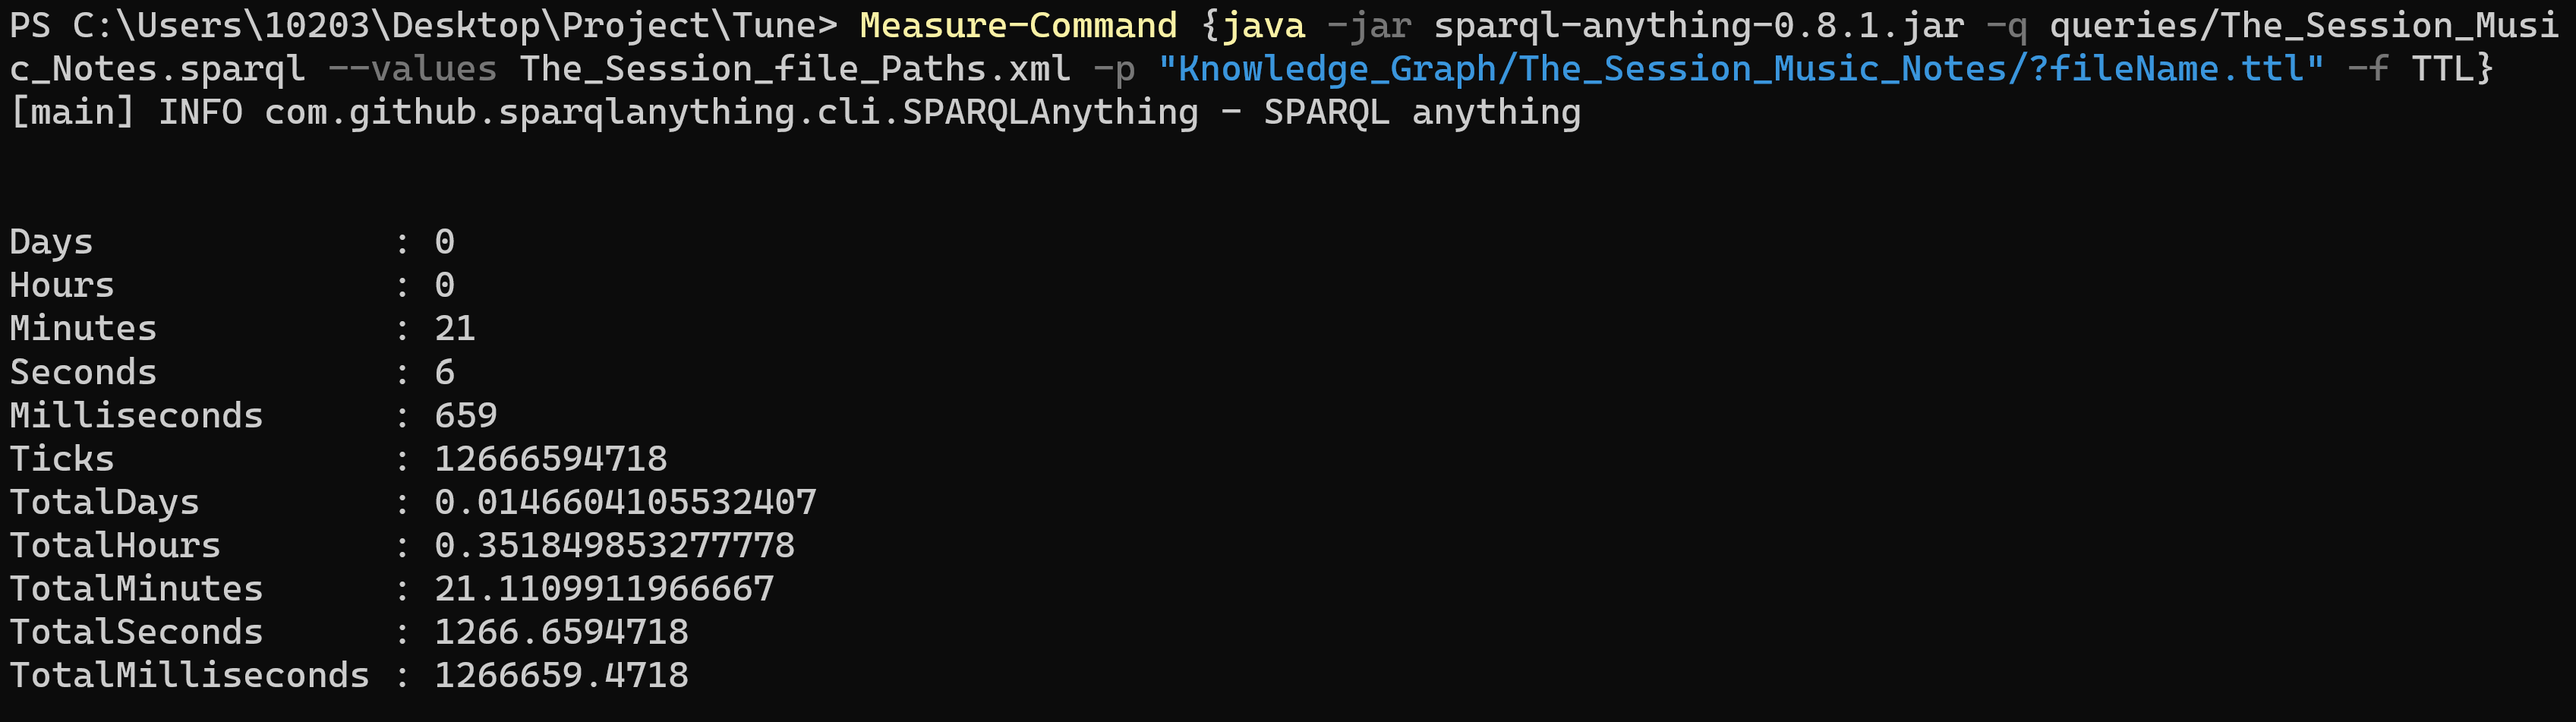 PS C:\Users\10203\Desktop\Project\Tune> Measure-Command {java -jar sparql-anything-0.8.1.jar -q queries/The_Session_Musi
c_Notes.sparql --values The_Session_file_Paths.xml -p "Knowledge_Graph/The_Session_Music_Notes/?fileName.ttl" -f TTL}
[main] INFO com.github.sparqlanything.cli.SPARQLAnything - SPARQL anything
Days              : 0
Hours             : 0
Minutes           : 21
Seconds           : 6
Milliseconds      : 659
Ticks             : 12666594718
TotalDays         : 0.0146604105532407
TotalHours        : 0.351849853277778
TotalMinutes      : 21.1109911966667
TotalSeconds      : 1266.6594718
TotalMilliseconds : 1266659.4718